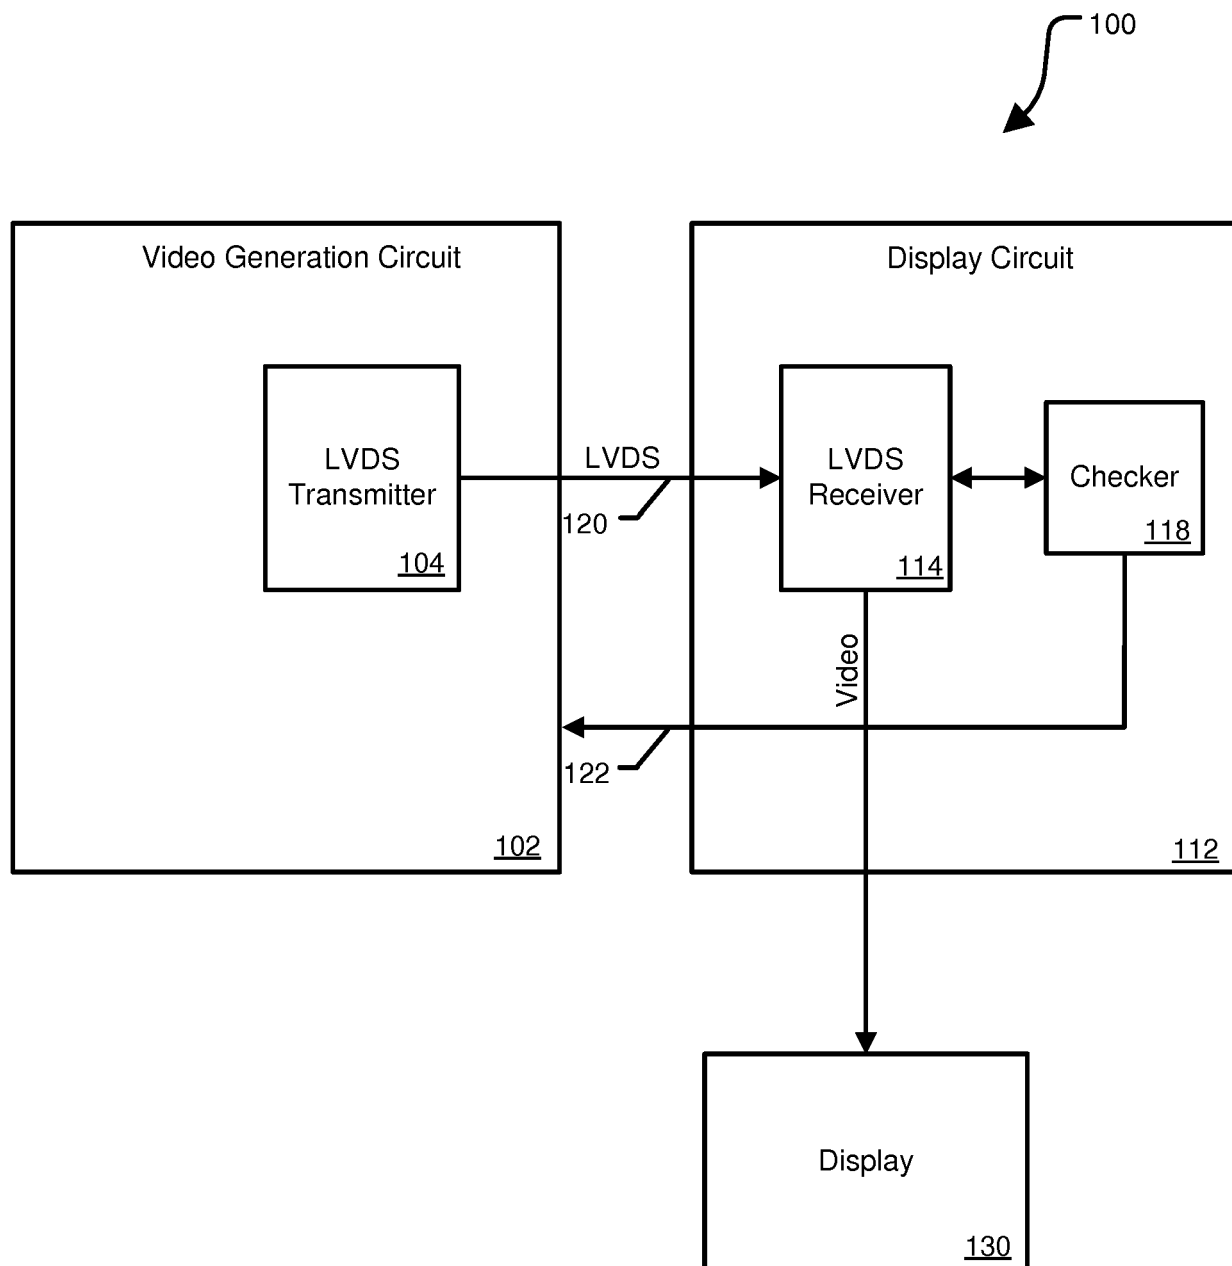 100
Video Generation Circuit
Display Circuit
LVDS
Transmitter
104
LVDS
120
LVDS
Receiver
114
Checker
118
Video
122
102
112
Display
130